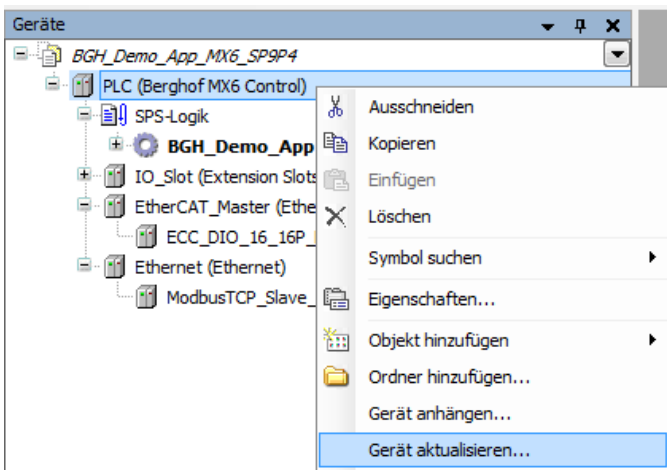 Geräte
BGH_Demo_App_MX6_SP9P4
PLC (Berghof MX6 Control)
SPS-Logik
BGH_Demo_App
IO_Slot (Extension Slots
EtherCAT_Master (Ethe
ECC_DIO_16_16P_
Ethernet (Ethernet)
ModbusTCP_Slave_
Ausschneiden
Kopieren
Einfügen
Löschen
Symbol suchen
Eigenschaften...
Objekt hinzufügen
Ordner hinzufügen...
Gerät anhängen...
Gerät aktualisieren...